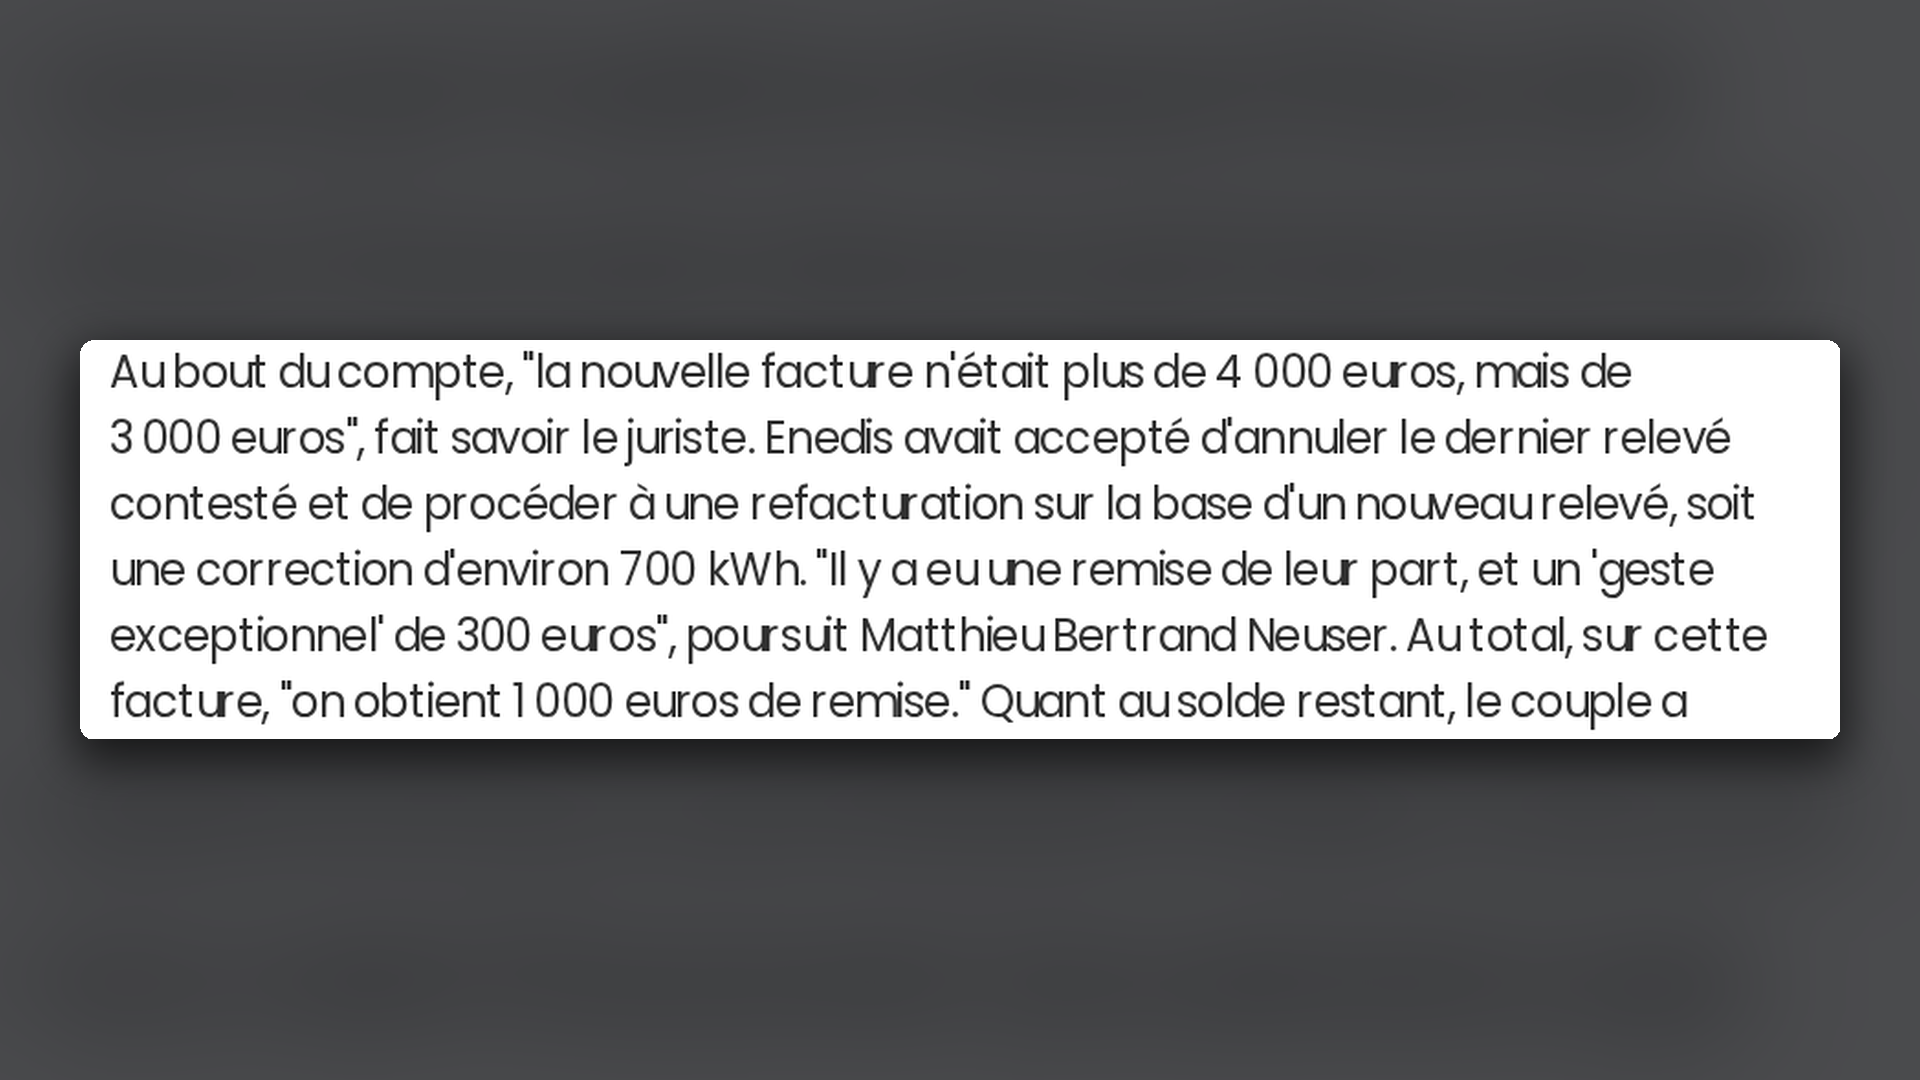 Au bout du compte, "la nouvelle facture n'était plus de 4 000 euros, mais de
3 000 euros", fait savoir le juriste. Enedis avait accepté d'annuler le dernier relevé
contesté et de procéder à une refacturation sur la base d'un nouveau relevé, soit
une correction d'environ 700 kWh. "Il y a eu une remise de leur part, et un 'geste
exceptionnel' de 300 euros", poursuit Matthieu Bertrand Neuser. Au total, sur cette
facture, "on obtient 1 000 euros de remise." Quant au solde restant, le couple a